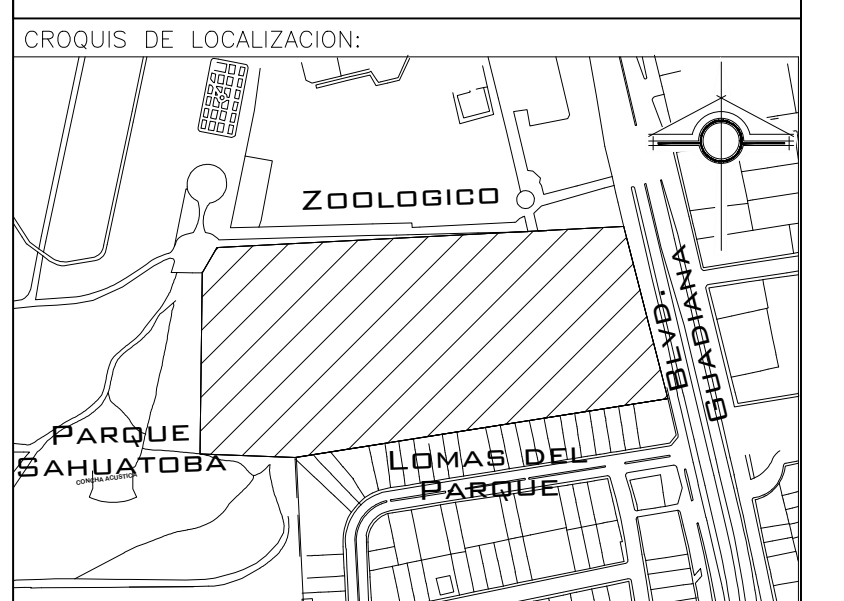 CROQUIS DE LOCALIZACION:
ZOOLOGICO
BLVD.
GUADIANA
PARQUE
SAHUATOBA
CONCHA ACUSTICA
LOMAS DEL
PARQUE